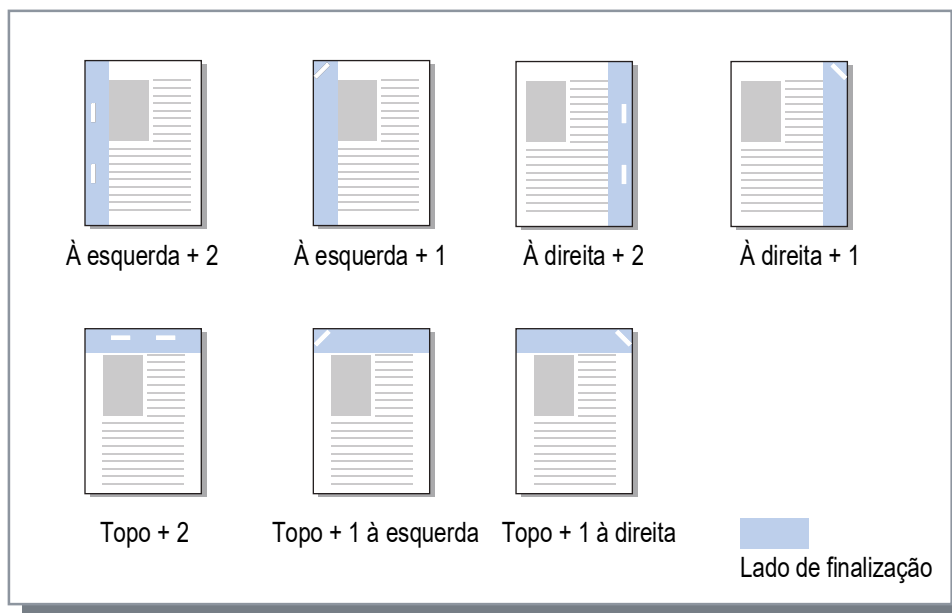 À esquerda + 2
À esquerda + 1
À direita + 2
À direita + 1
Topo + 2
Topo + 1 à esquerda
Topo + 1 à direita
Lado de finalização